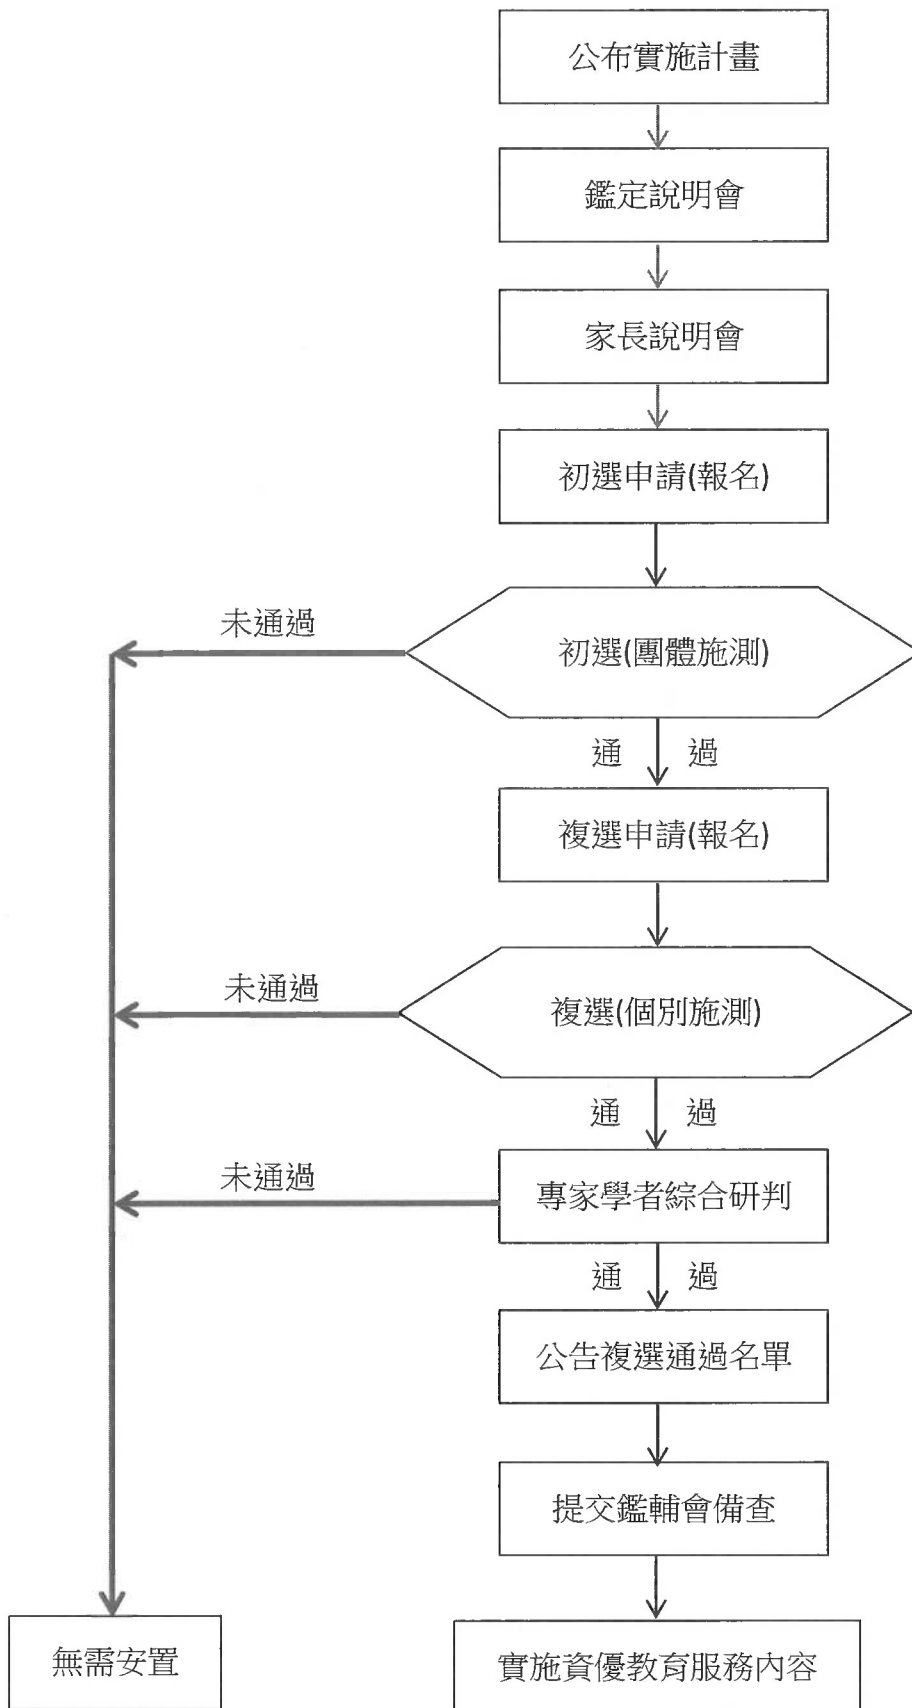 公布實施計畫
鑑定說明會
家長說明會
初選申請(報名)
未通過
初選(團體施測)
通 過
複選申請(報名)
未通過
複選(個別施測)
通 過
未通過
專家學者綜合研判
通 過
公告複選通過名單
提交鑑輔會備查
無需安置
實施資優教育服務內容